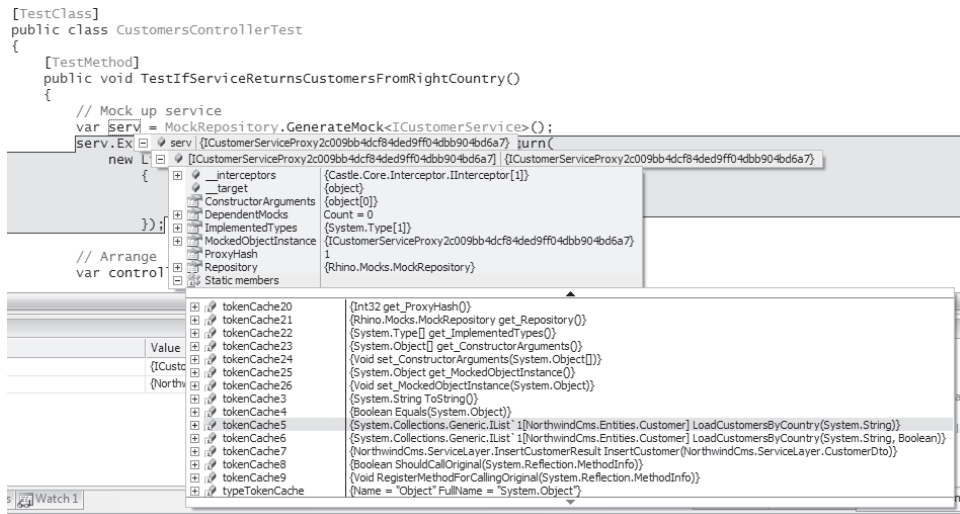 [TestClass]
public class CustomersControllerTest
{
[TestMethod]
public void TestIfServiceReturnsCustomersFromRightCountry()
{
// Mock up service
var serv = MockRepository.GenerateMock<ICustomerService>();
serv.Ex serv {ICustomerServiceProxy2c009bb4dcf84ded9ff04dbb904bd6a7} turn(
new L [ICustomerServiceProxy2c009bb4dcf84ded9ff04dbb904bd6a7] {ICustomerServiceProxy2c009bb4dcf84ded9ff04dbb904bd6a7}
{ __interceptors {Castle.Core.Interceptor.IInterceptor[1]}
__target {object}
ConstructorArguments {object[0]}
DependentMocks Count = 0
}); ImplementedTypes {System.Type[1]}
MockedObjectInstance {ICustomerServiceProxy2c009bb4dcf84ded9ff04dbb904bd6a7}
// Arrange ProxyHash 1
var control Repository {Rhino.Mocks.MockRepository}
Static members
tokenCache20 {Int32 get_ProxyHash()}
tokenCache21 {Rhino.Mocks.MockRepository get_Repository()}
tokenCache22 {System.Type[] get_ImplementedTypes()}
tokenCache23 {System.Object[] get_ConstructorArguments()}
Value tokenCache24 {Void set_ConstructorArguments(System.Object[])}
{ICusto tokenCache25 {System.Object get_MockedObjectInstance()}
{Northw tokenCache26 {Void set_MockedObjectInstance(System.Object)}
tokenCache3 {System.String ToString()}
tokenCache4 {Boolean Equals(System.Object)}
tokenCache5 {System.Collections.Generic.IList`1[NorthwindCms.Entities.Customer] LoadCustomersByCountry(System.String)}
tokenCache6 {System.Collections.Generic.IList`1[NorthwindCms.Entities.Customer] LoadCustomersByCountry(System.String, Boolean)}
tokenCache7 {NorthwindCms.ServiceLayer.InsertCustomerResult InsertCustomer(NorthwindCms.ServiceLayer.CustomerDto)}
tokenCache8 {Boolean ShouldCallOriginal(System.Reflection.MethodInfo)}
tokenCache9 {Void RegisterMethodForCallingOriginal(System.Reflection.MethodInfo)}
s Watch 1 typeTokenCache {Name = "Object" FullName = "System.Object"}